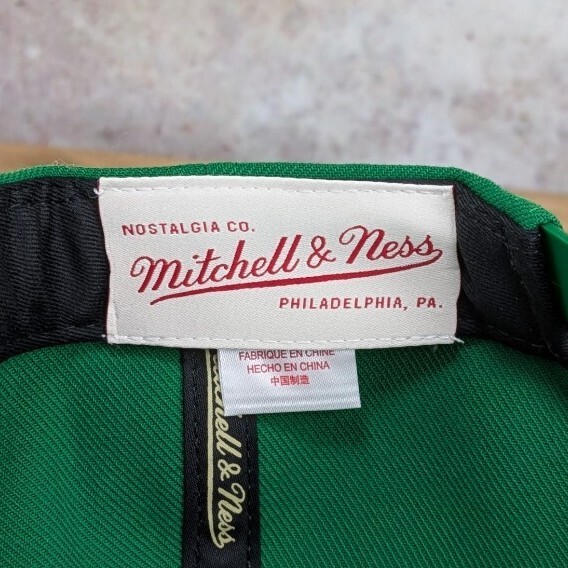 NOSTALGIA CO.
Mitchell & Ness
PHILADELPHIA, PA.
FABRIQUE EN CHINE
HECHO EN CHINA
中国制造
Mitchell & Ness